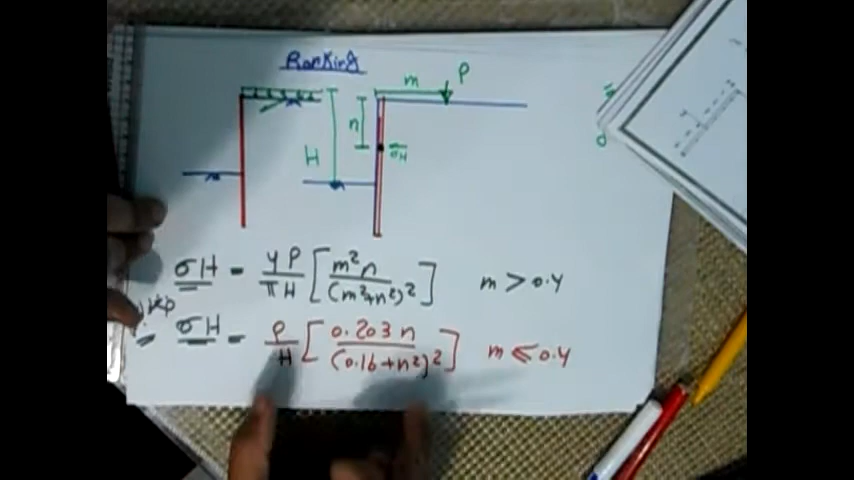 Rankin
m P
n
H σH
σH = 4P/πH [m²n/(m²+n²)²] m > 0.4
σH = P/H [0.203n/(0.16+n²)²] m ≤ 0.4